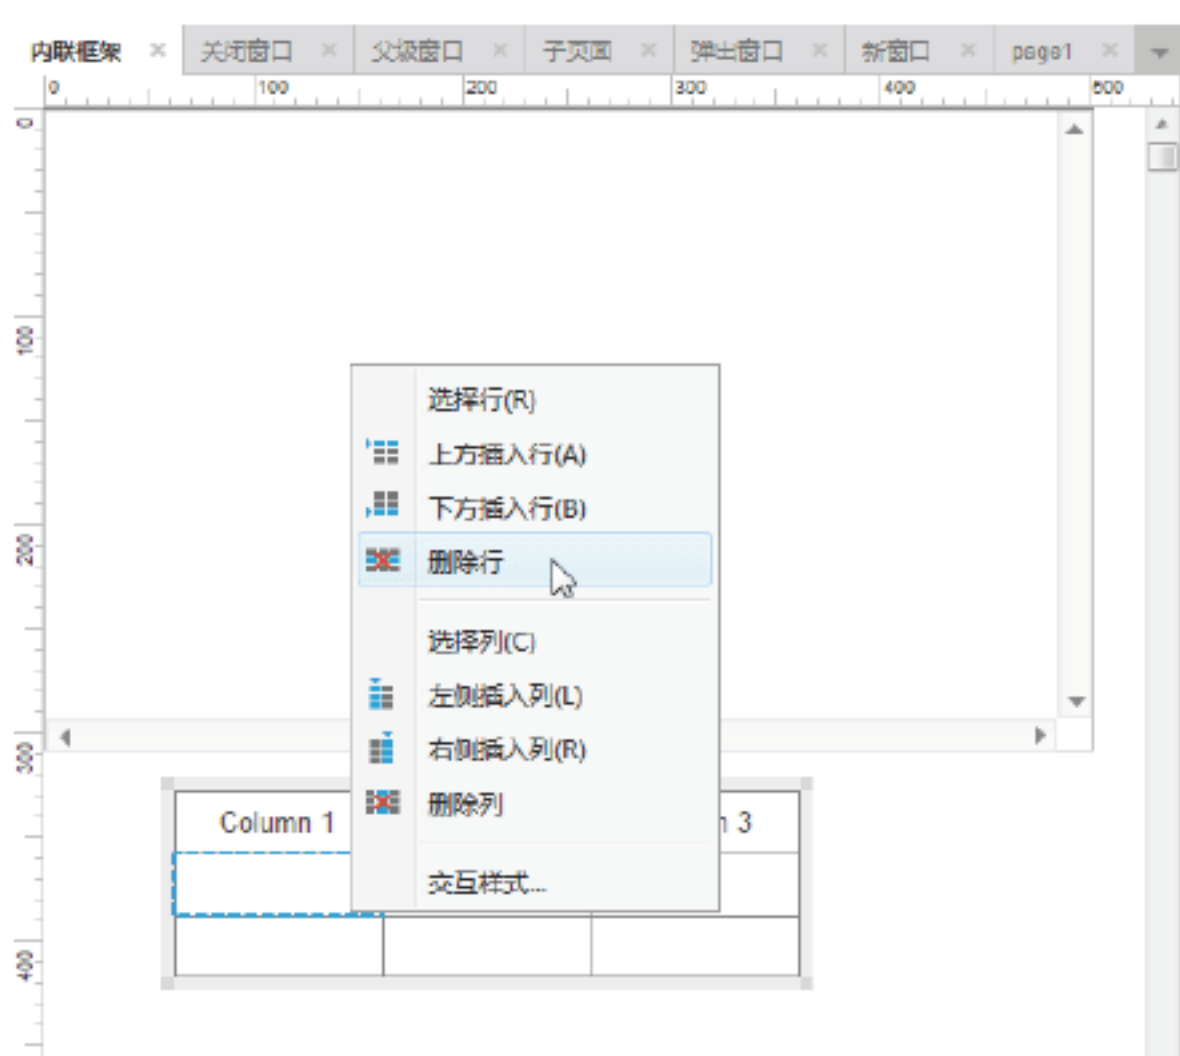 内联框架 关闭窗口 父级窗口 子页面 弹出窗口 新窗口 page1
0 100 200 300 400 500
0
100
选择行(R)
上方插入行(A)
下方插入行(B)
200
删除行
选择列(C)
左侧插入列(L)
右侧插入列(R)
300
删除列
Column 1 n 3
交互样式...
400